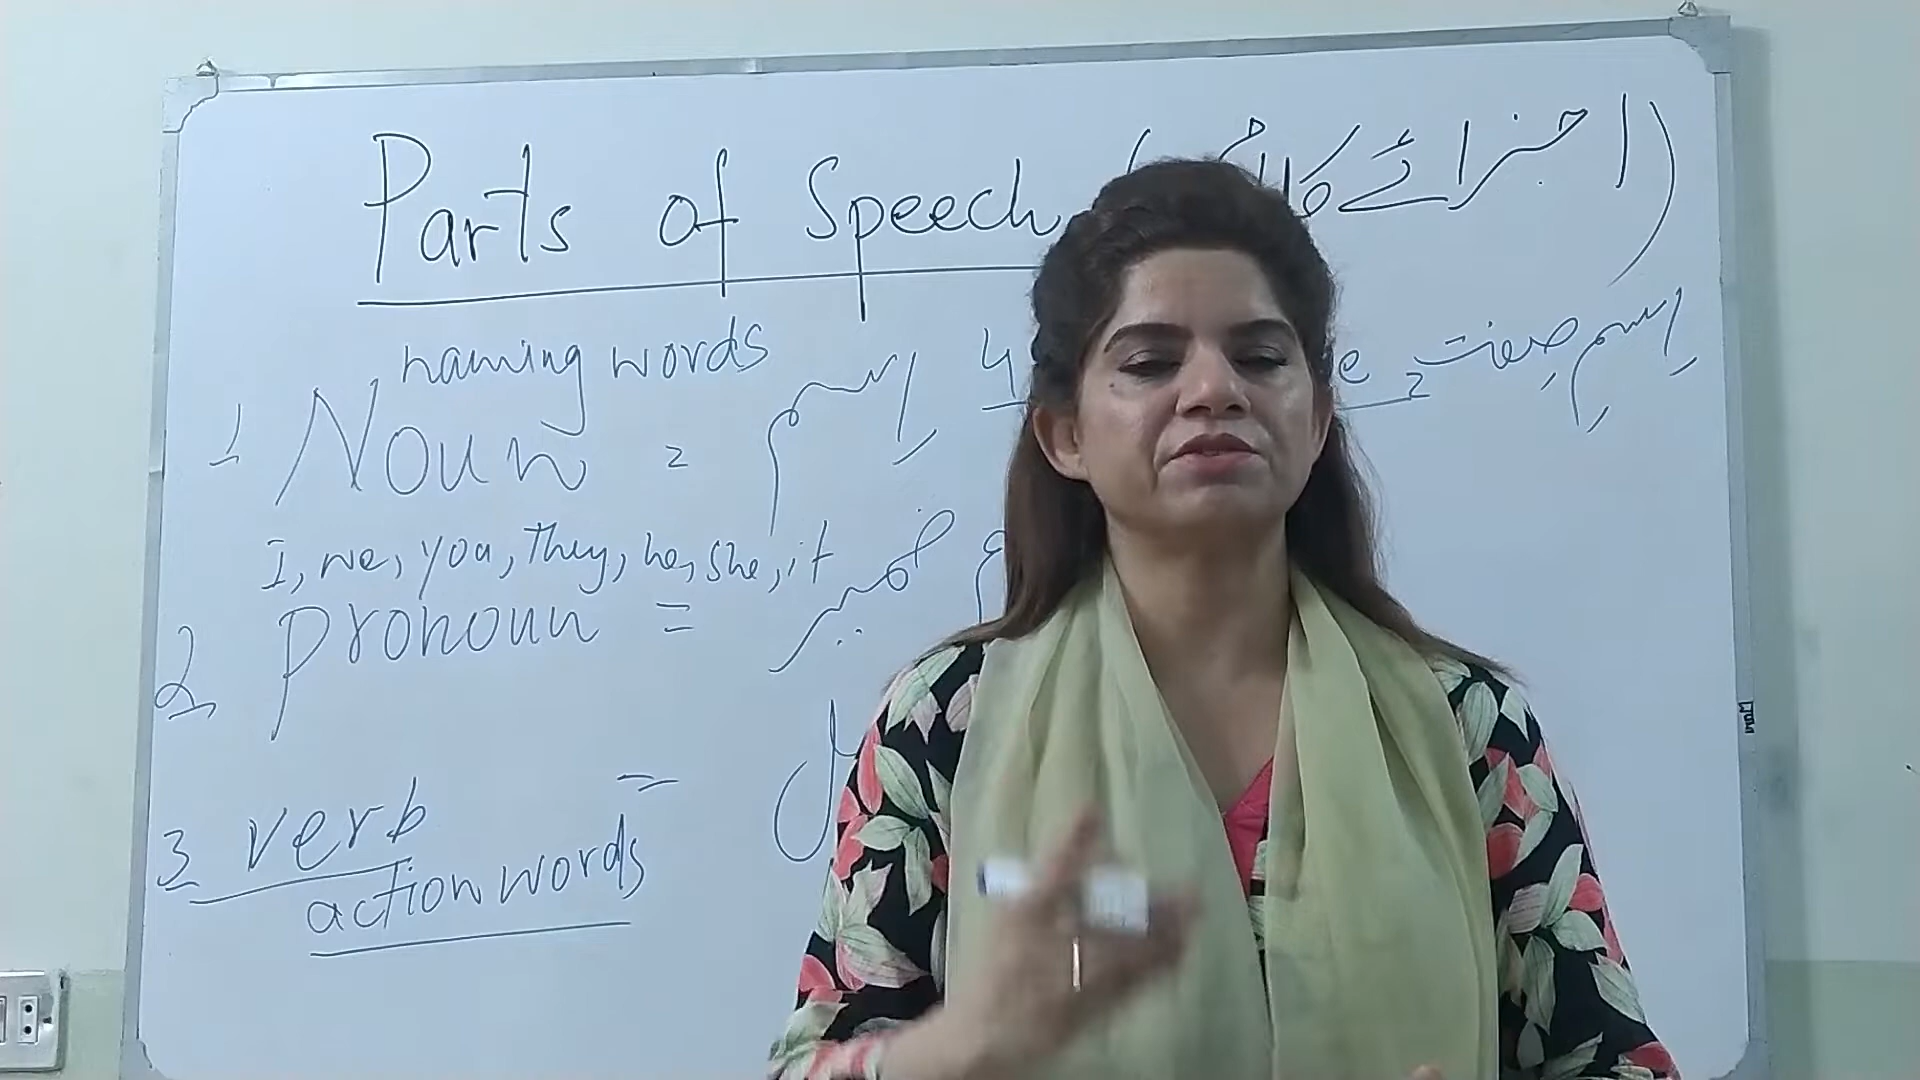 Parts of Speech (اجزائے کلام)
naming words
1 Noun = اسم
I, we, you, they, he, she, it
2 Pronoun = ضمیر
3 verb =
action words
4 e = اسم صفت